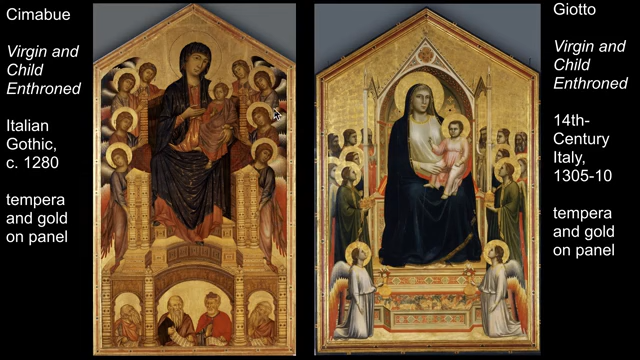 Cimabue
Virgin and
Child
Enthroned
Italian
Gothic,
c. 1280
tempera
and gold
on panel
Giotto
Virgin and
Child
Enthroned
14th-
Century
Italy,
1305-10
tempera
and gold
on panel